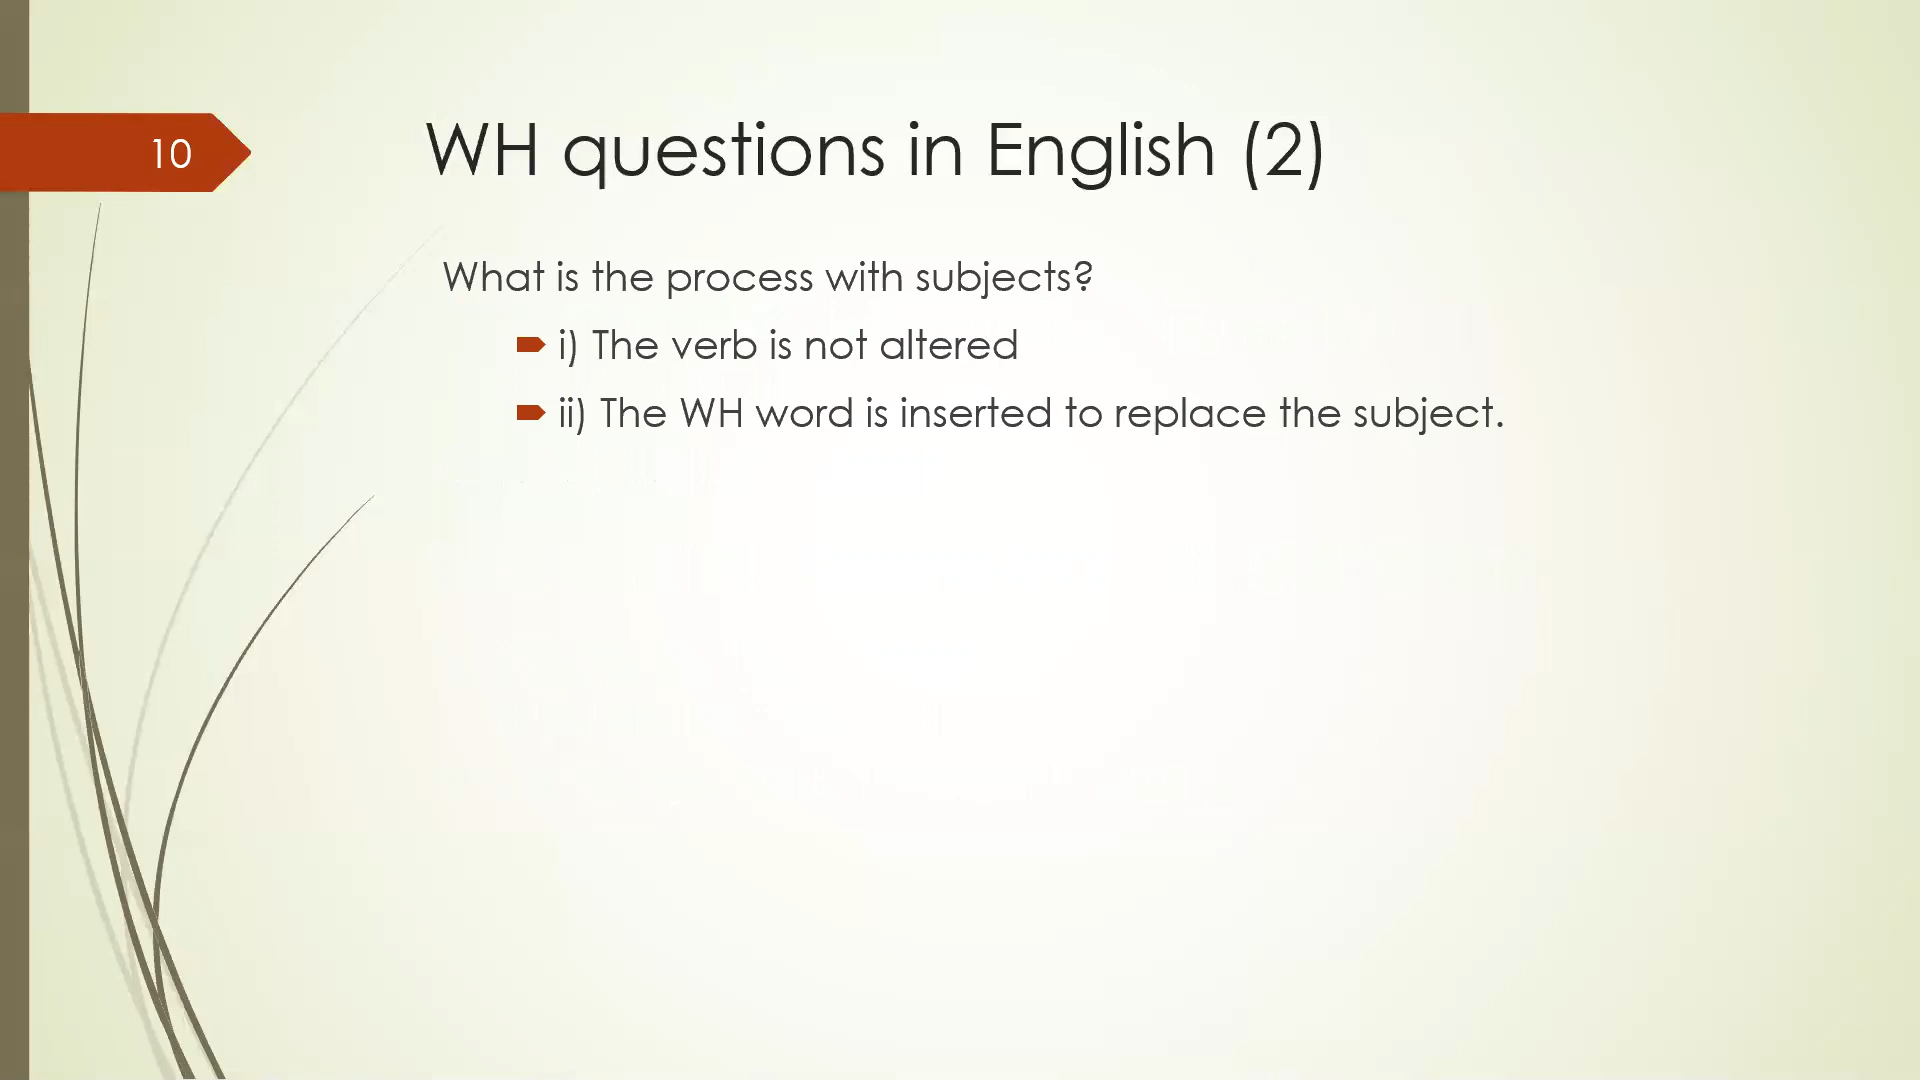 10
WH questions in English (2)
What is the process with subjects?
i) The verb is not altered
ii) The WH word is inserted to replace the subject.